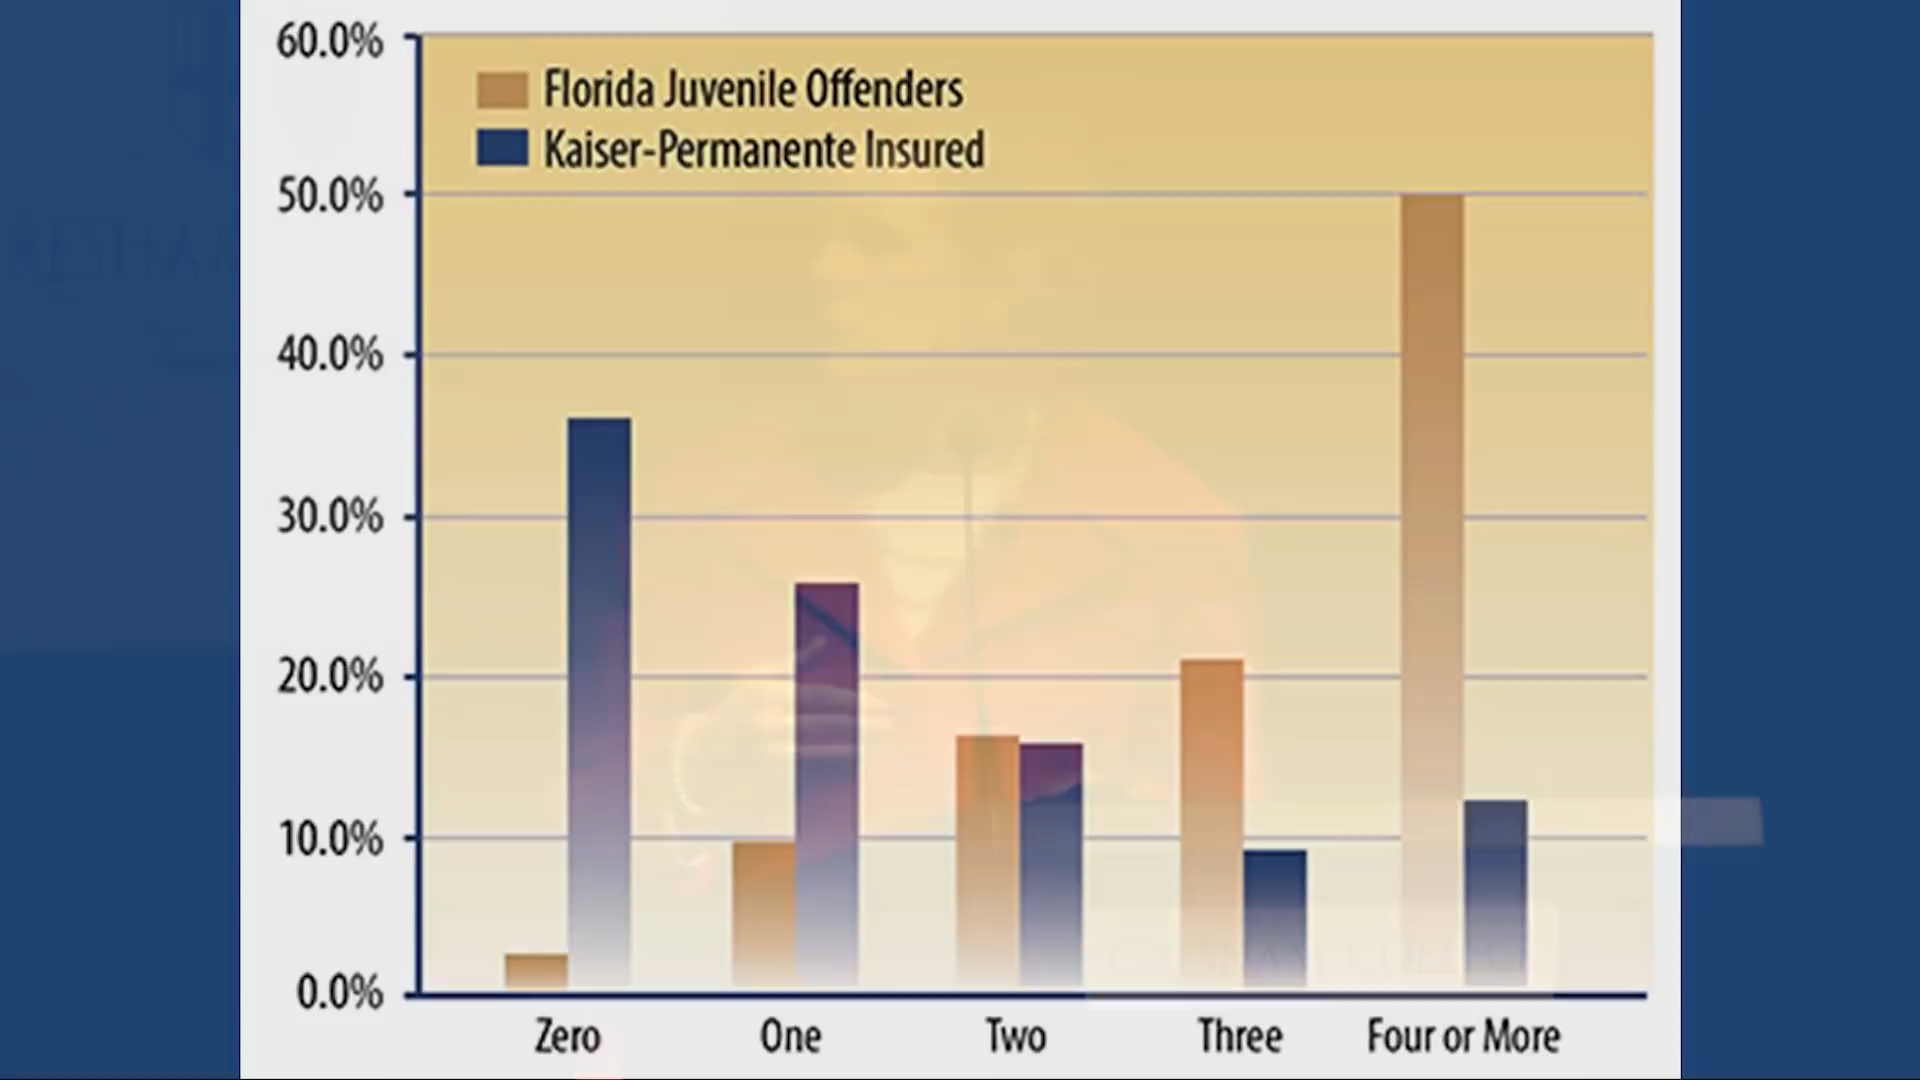 60.0%
Florida Juvenile Offenders
Kaiser-Permanente Insured
50.0%
40.0%
30.0%
20.0%
10.0%
0.0%
Zero
One
Two
Three
Four or More